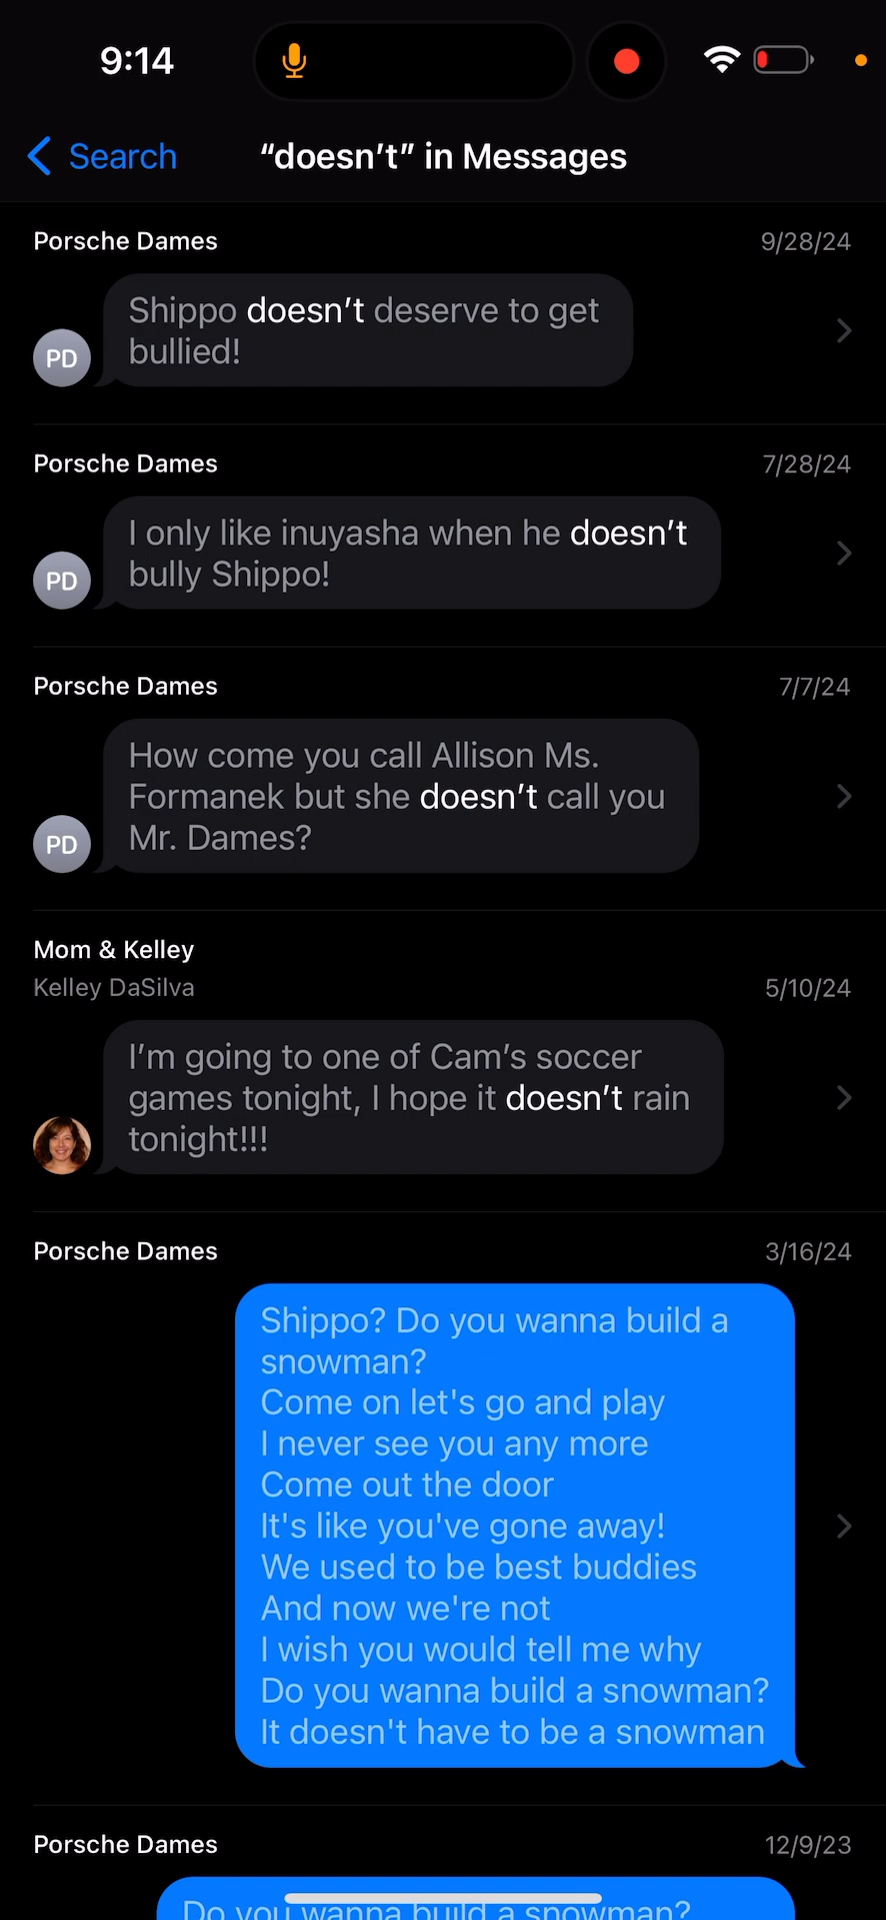 9:14
Search
“doesn’t” in Messages
Porsche Dames
9/28/24
Shippo doesn’t deserve to get
bullied!
PD
Porsche Dames
7/28/24
I only like inuyasha when he doesn’t
bully Shippo!
PD
Porsche Dames
7/7/24
How come you call Allison Ms.
Formanek but she doesn’t call you
Mr. Dames?
PD
Mom & Kelley
Kelley DaSilva
5/10/24
I’m going to one of Cam’s soccer
games tonight, I hope it doesn’t rain
tonight!!!
Porsche Dames
3/16/24
Shippo? Do you wanna build a
snowman?
Come on let's go and play
I never see you any more
Come out the door
It's like you've gone away!
We used to be best buddies
And now we're not
I wish you would tell me why
Do you wanna build a snowman?
It doesn't have to be a snowman
Porsche Dames
12/9/23
Do you wanna build a snowman?